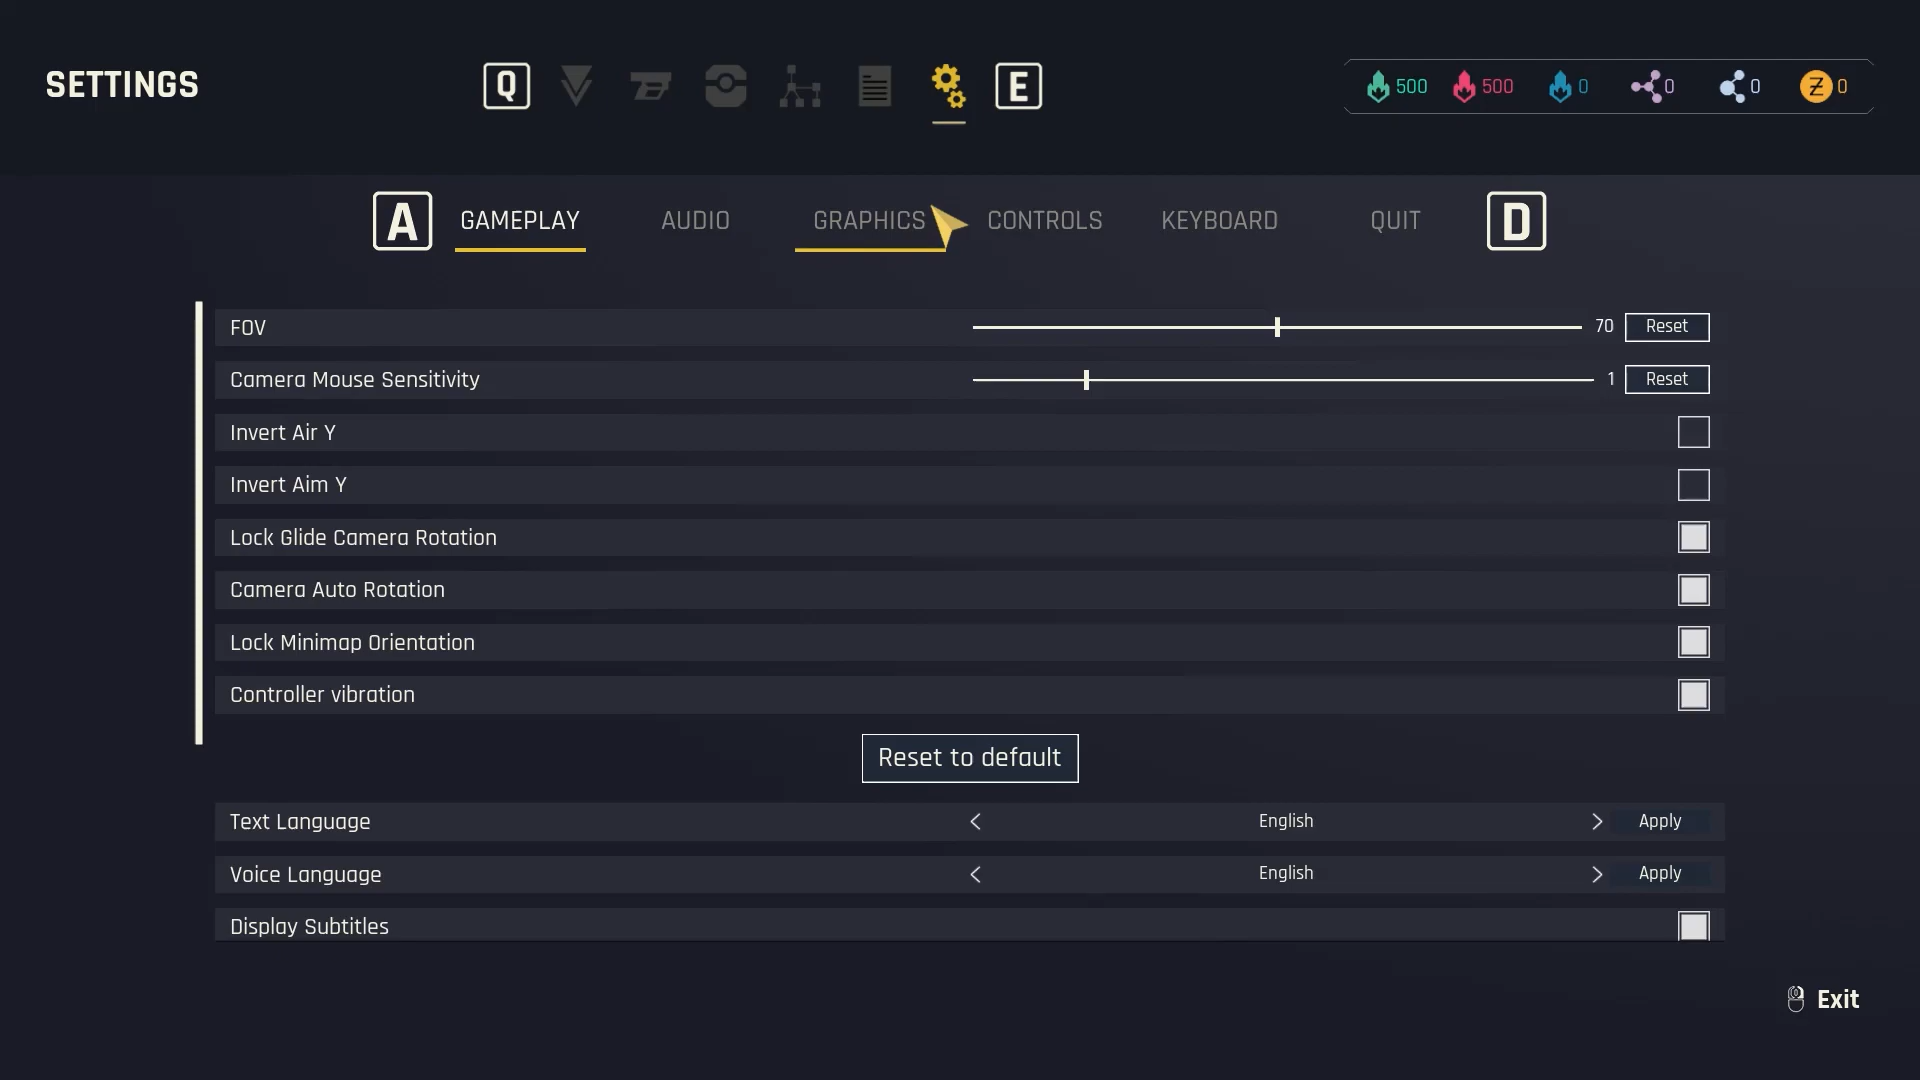 SETTINGS
Q
E
500
500
0
0
0
Z
0
A
GAMEPLAY
AUDIO
GRAPHICS
CONTROLS
KEYBOARD
QUIT
D
FOV
70
Reset
Camera Mouse Sensitivity
1
Reset
Invert Air Y
Invert Aim Y
Lock Glide Camera Rotation
Camera Auto Rotation
Lock Minimap Orientation
Controller vibration
Reset to default
Text Language
<
English
>
Apply
Voice Language
<
English
>
Apply
Display Subtitles
Exit